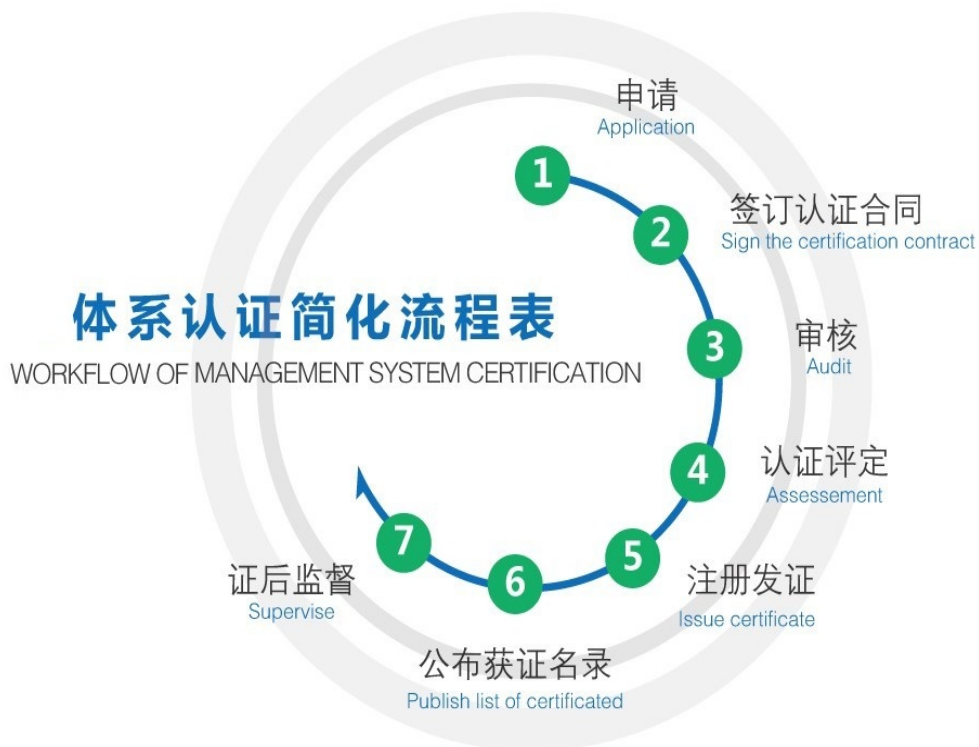 体系认证简化流程表
WORKFLOW OF MANAGEMENT SYSTEM CERTIFICATION
1
申请
Application
2
签订认证合同
Sign the certification contract
3
审核
Audit
4
认证评定
Assessement
5
注册发证
Issue certificate
6
公布获证名录
Publish list of certificated
7
证后监督
Supervise